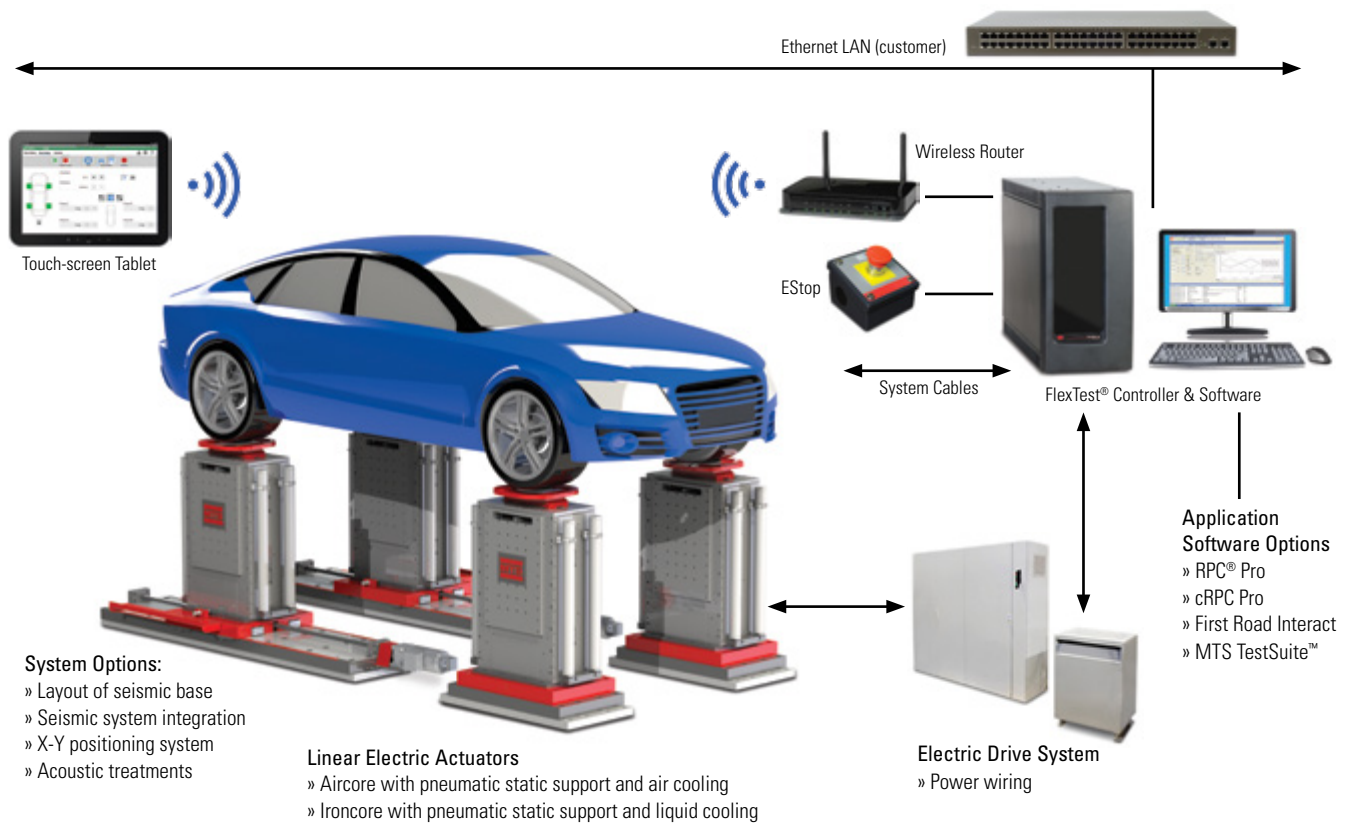 Ethernet LAN (customer)
Wireless Router
Touch-screen Tablet
EStop
System Cables
FlexTest® Controller & Software
Application
Software Options
» RPC® Pro
» cRPC Pro
» First Road Interact
» MTS TestSuite™
System Options:
» Layout of seismic base
» Seismic system integration
» X-Y positioning system
» Acoustic treatments
Linear Electric Actuators
» Aircore with pneumatic static support and air cooling
» Ironcore with pneumatic static support and liquid cooling
Electric Drive System
» Power wiring